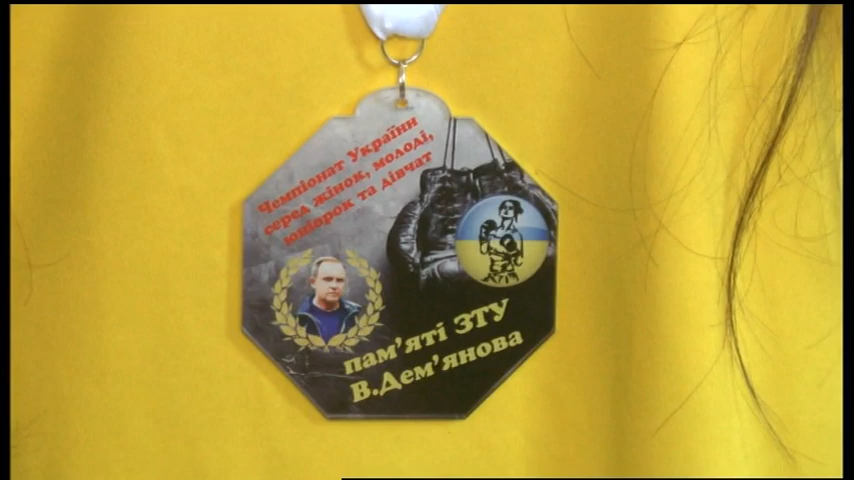 Чемпіонат України
серед жінок, молоді,
юніорок та дівчат
пам'яті ЗТУ
В.Дем'янова